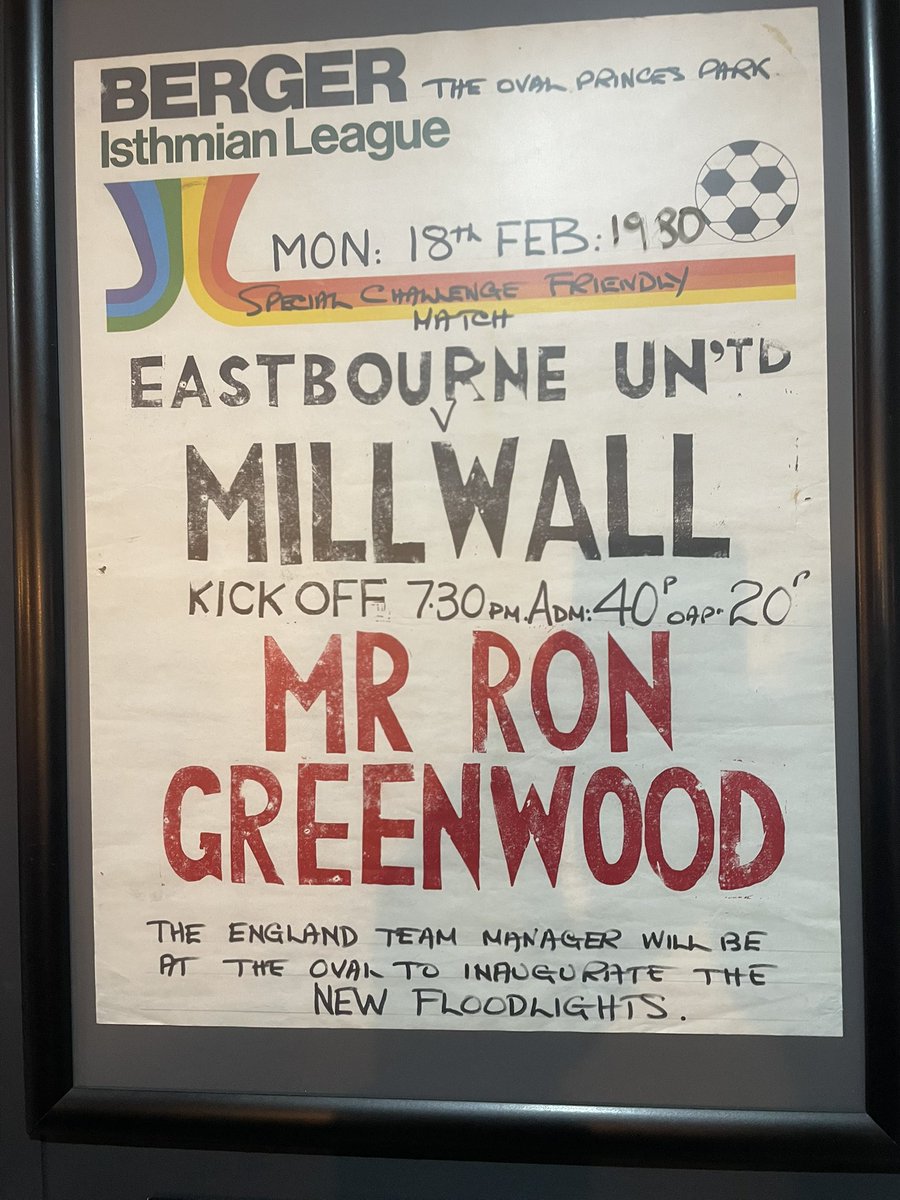 BERGER THE OVAL PRINCES PARK.
Isthmian League
MON: 18th FEB: 1980
SPECIAL CHALLENGE FRIENDLY
MATCH
EASTBOURNE UN'TD
V
MILLWALL
KICK OFF 7.30 PM. ADM: 40P OAP. 20P
MR RON
GREENWOOD
THE ENGLAND TEAM MANAGER WILL BE
AT THE OVAL TO INAUGURATE THE
NEW FLOODLIGHTS.